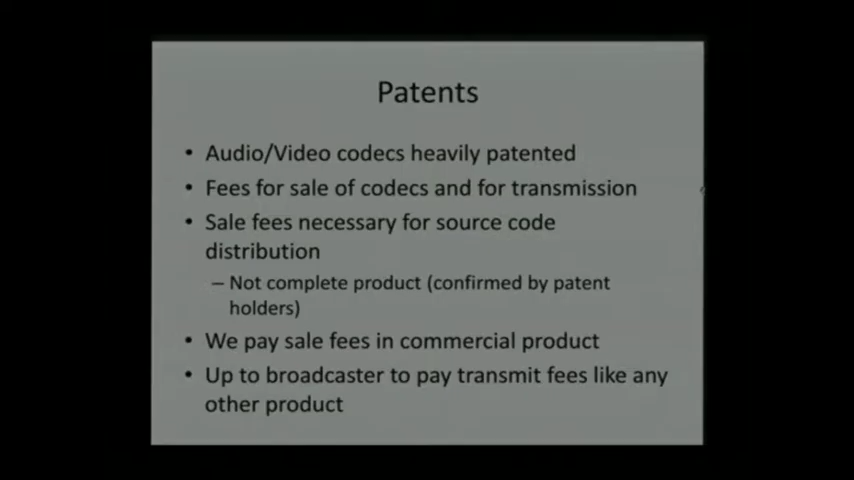 Patents
• Audio/Video codecs heavily patented
• Fees for sale of codecs and for transmission
• Sale fees necessary for source code
distribution
– Not complete product (confirmed by patent
holders)
• We pay sale fees in commercial product
• Up to broadcaster to pay transmit fees like any
other product